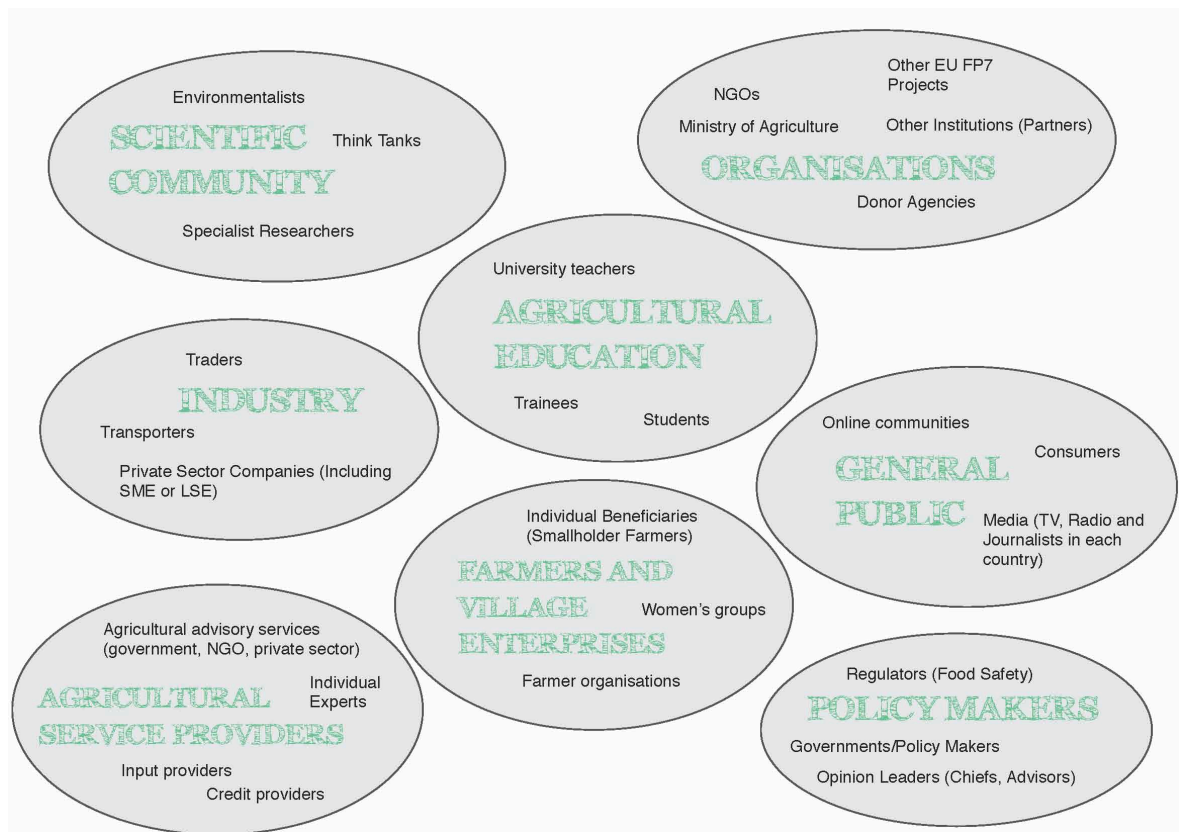 Environmentalists
SCIENTIFIC
Think Tanks
COMMUNITY
Specialist Researchers
Other EU FP7
Projects
NGOs
Ministry of Agriculture
Other Institutions (Partners)
ORGANISATIONS
Donor Agencies
University teachers
AGRICULTURAL
EDUCATION
Trainees
Students
Traders
INDUSTRY
Transporters
Private Sector Companies (Including
SME or LSE)
Online communities
Consumers
GENERAL
PUBLIC
Media (TV, Radio and
Journalists in each
country)
Individual Beneficiaries
(Smallholder Farmers)
FARMERS AND
VILLAGE
Women's groups
ENTERPRISES
Farmer organisations
Agricultural advisory services
(government, NGO, private sector)
Individual
Experts
AGRICULTURAL
SERVICE PROVIDERS
Input providers
Credit providers
Regulators (Food Safety)
POLICY MAKERS
Governments/Policy Makers
Opinion Leaders (Chiefs, Advisors)